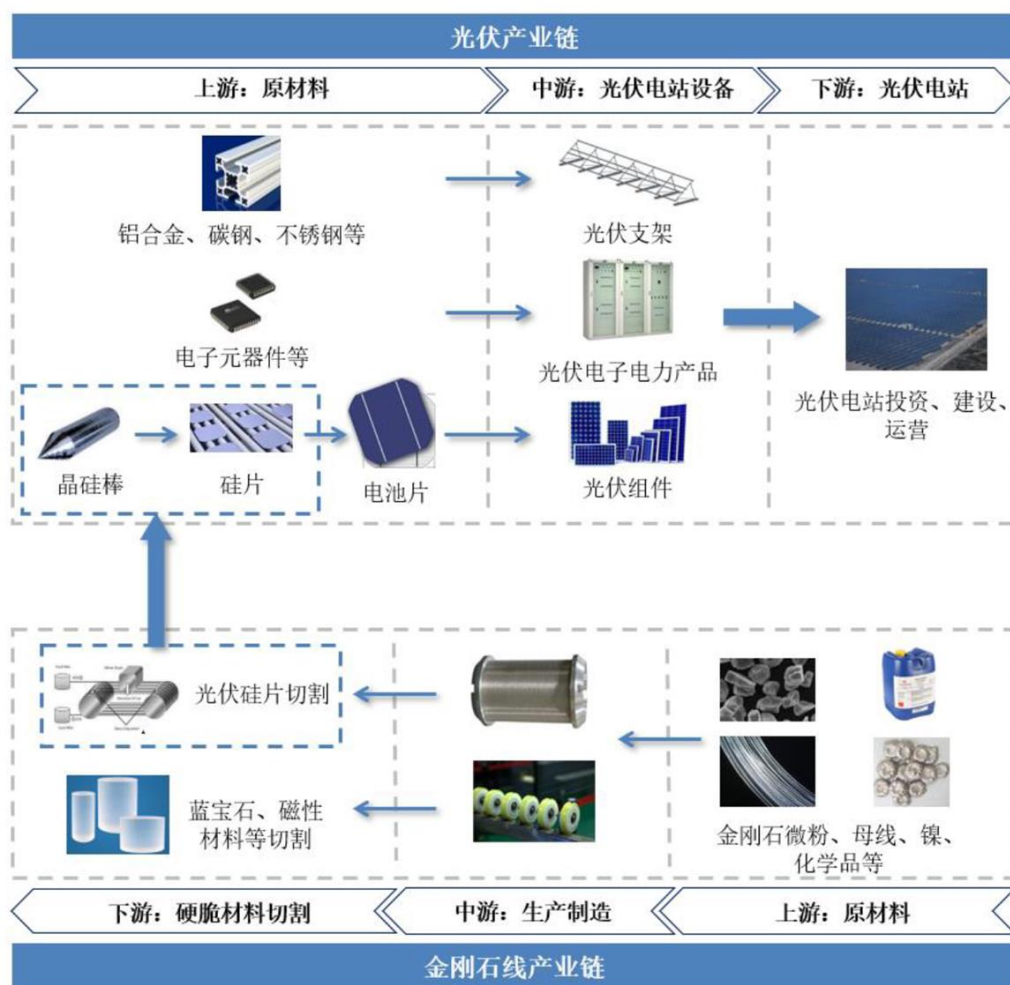 光伏产业链
上游：原材料
中游：光伏电站设备
下游：光伏电站
铝合金、碳钢、不锈钢等
光伏支架
电子元器件等
光伏电子电力产品
光伏电站投资、建设、
运营
晶硅棒
硅片
电池片
光伏组件
光伏硅片切割
蓝宝石、磁性
材料等切割
金刚石微粉、母线、镍、
化学品等
下游：硬脆材料切割
中游：生产制造
上游：原材料
金刚石线产业链